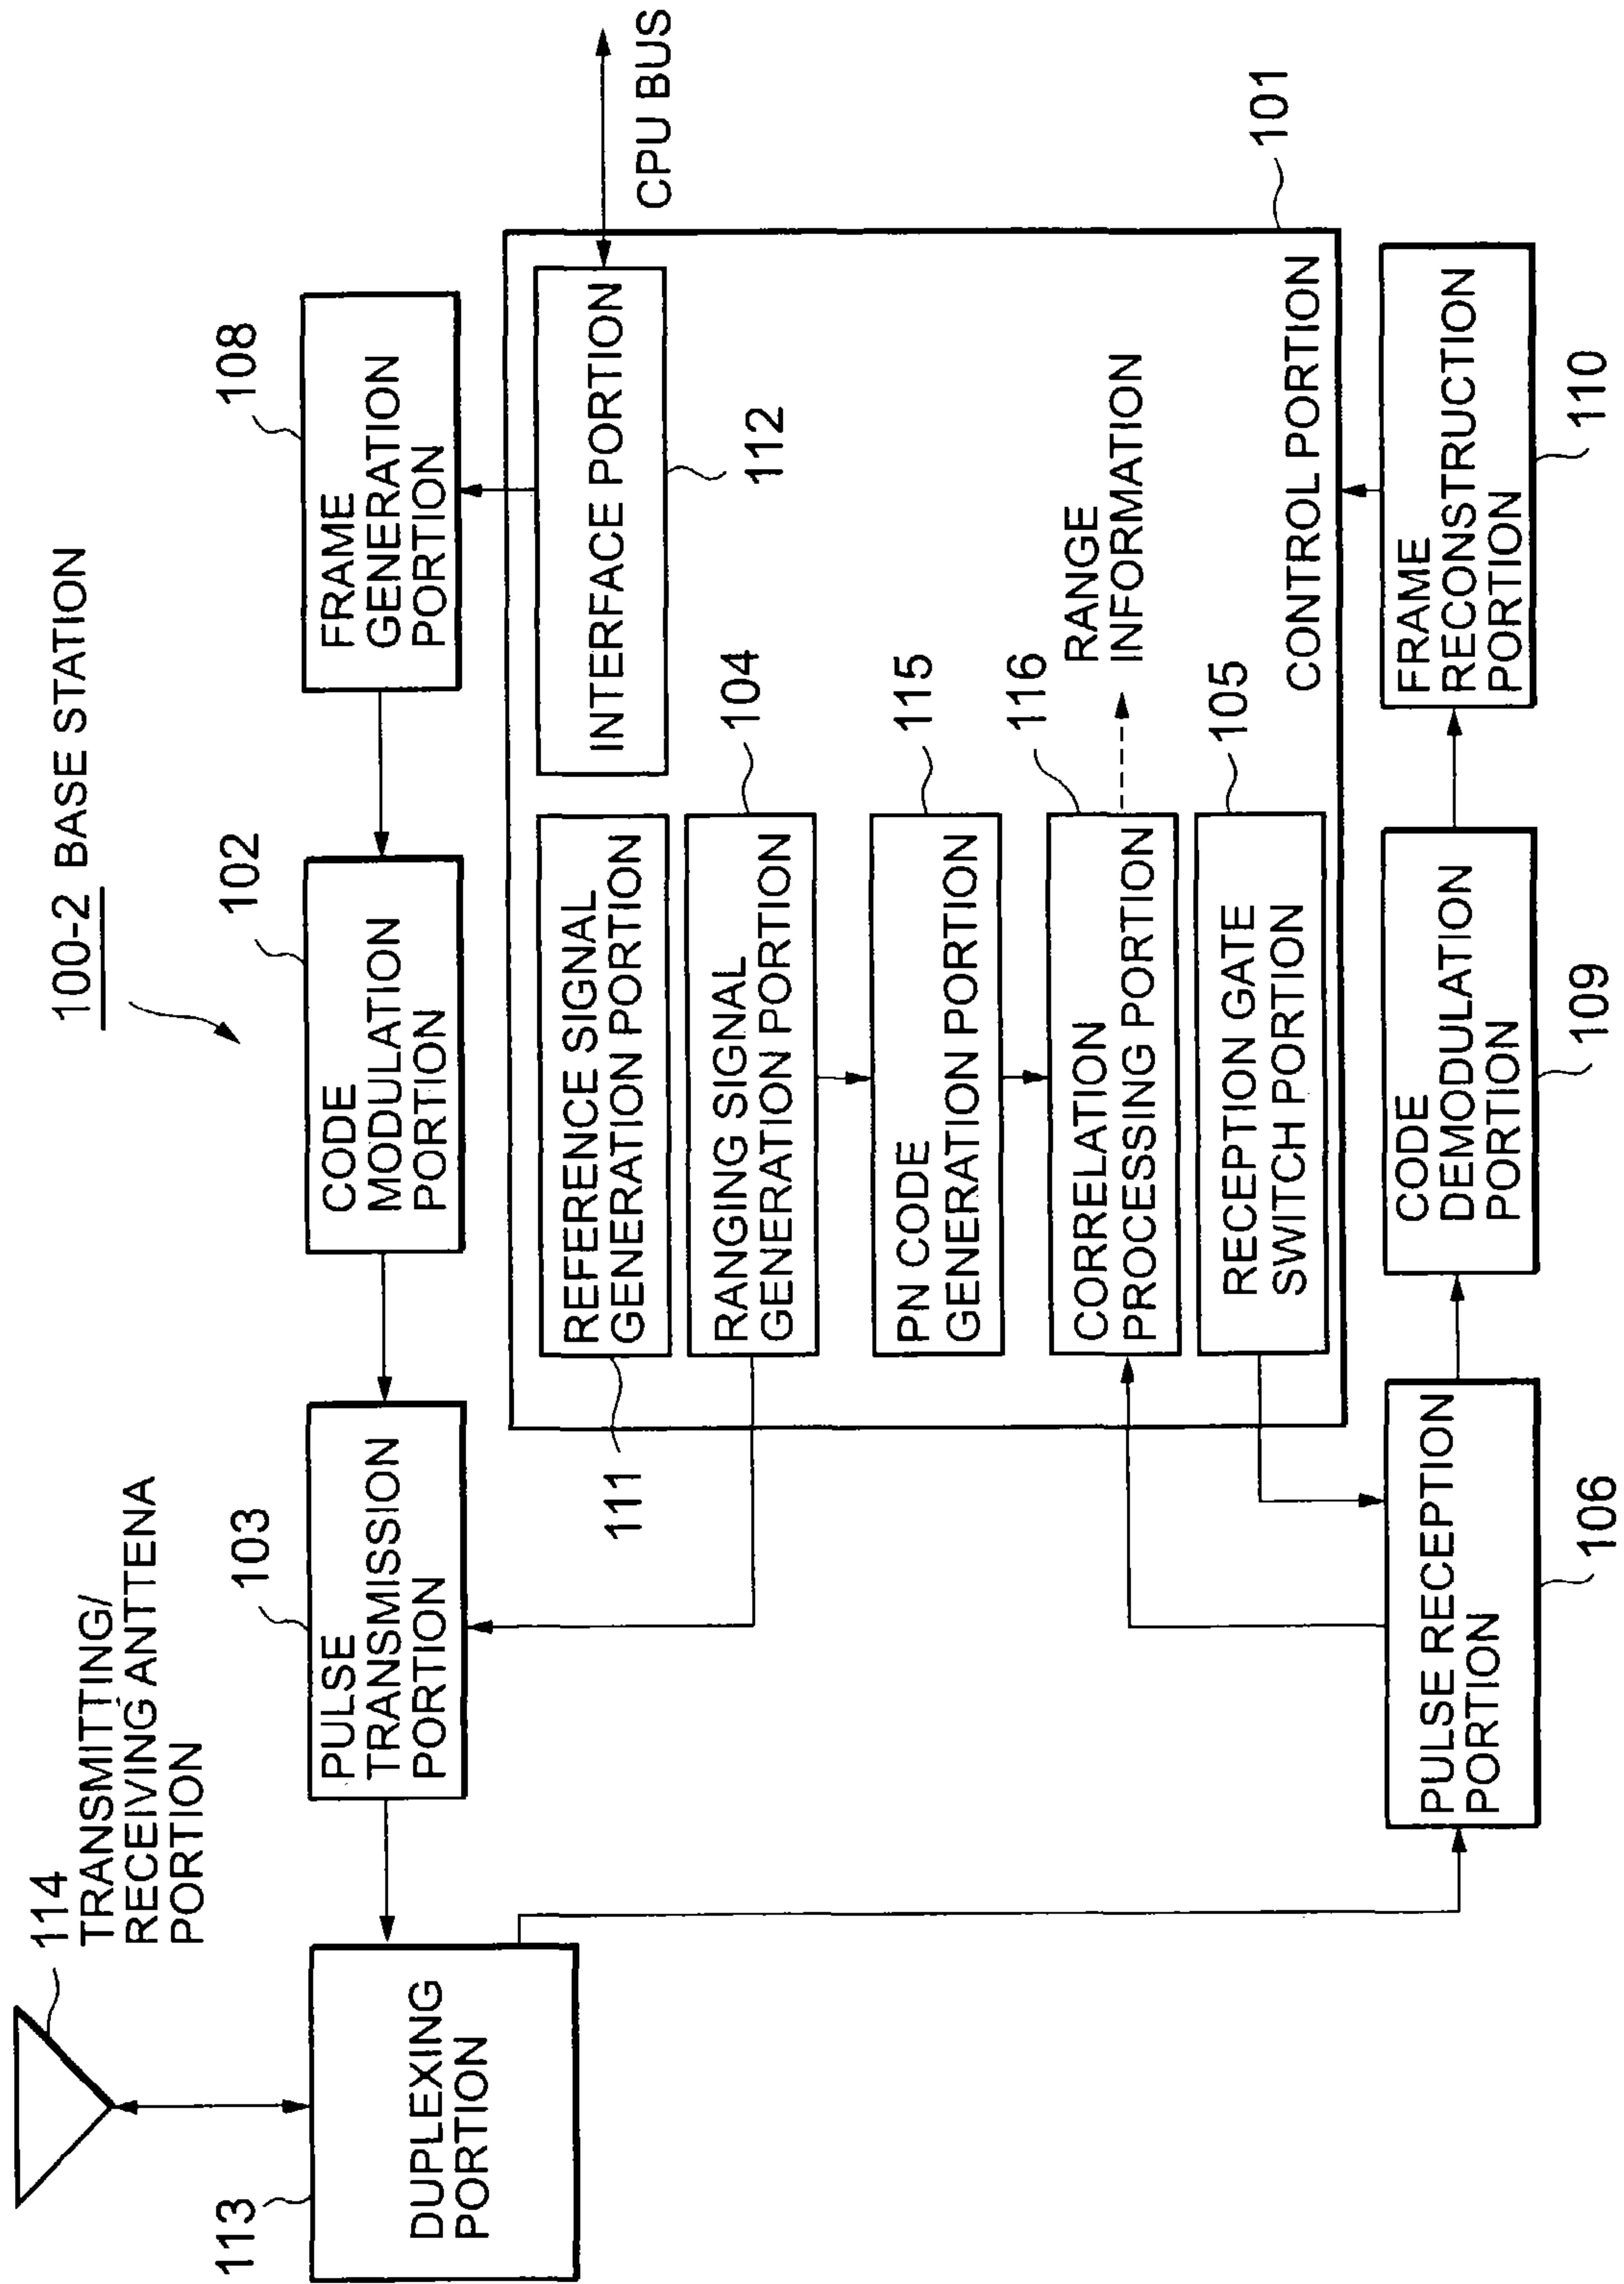 100-2 BASE STATION
114
TRANSMITTING/
RECEIVING ANTTENA
PORTION
113
DUPLEXING
PORTION
103
PULSE
TRANSMISSION
PORTION
102
CODE
MODULATION
PORTION
108
FRAME
GENERATION
PORTION
111
REFERENCE SIGNAL
GENERATION PORTION
INTERFACE PORTION
112
CPU BUS
RANGING SIGNAL
GENERATION PORTION
104
PN CODE
GENERATION PORTION
115
CORRELATION
PROCESSING PORTION
116
RANGE
INFORMATION
RECEPTION GATE
SWITCH PORTION
105
CONTROL PORTION
101
PULSE RECEPTION
PORTION
106
CODE
DEMODULATION
PORTION
109
FRAME
RECONSTRUCTION
PORTION
110